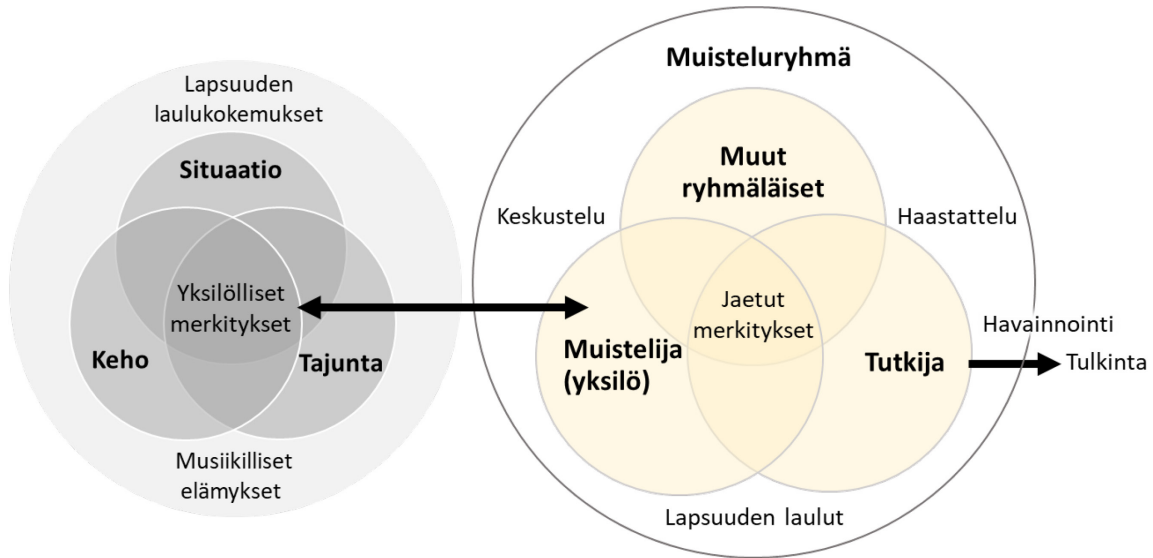 Lapsuuden
laulukokemukset
Situaatio
Yksilölliset
merkitykset
Keho
Tajunta
Musiikilliset
elämykset
Muisteluryhmä
Muut
ryhmäläiset
Keskustelu
Haastattelu
Jaetut
merkitykset
Muistelija
(yksilö)
Tutkija
Havainnointi
Tulkinta
Lapsuuden laulut